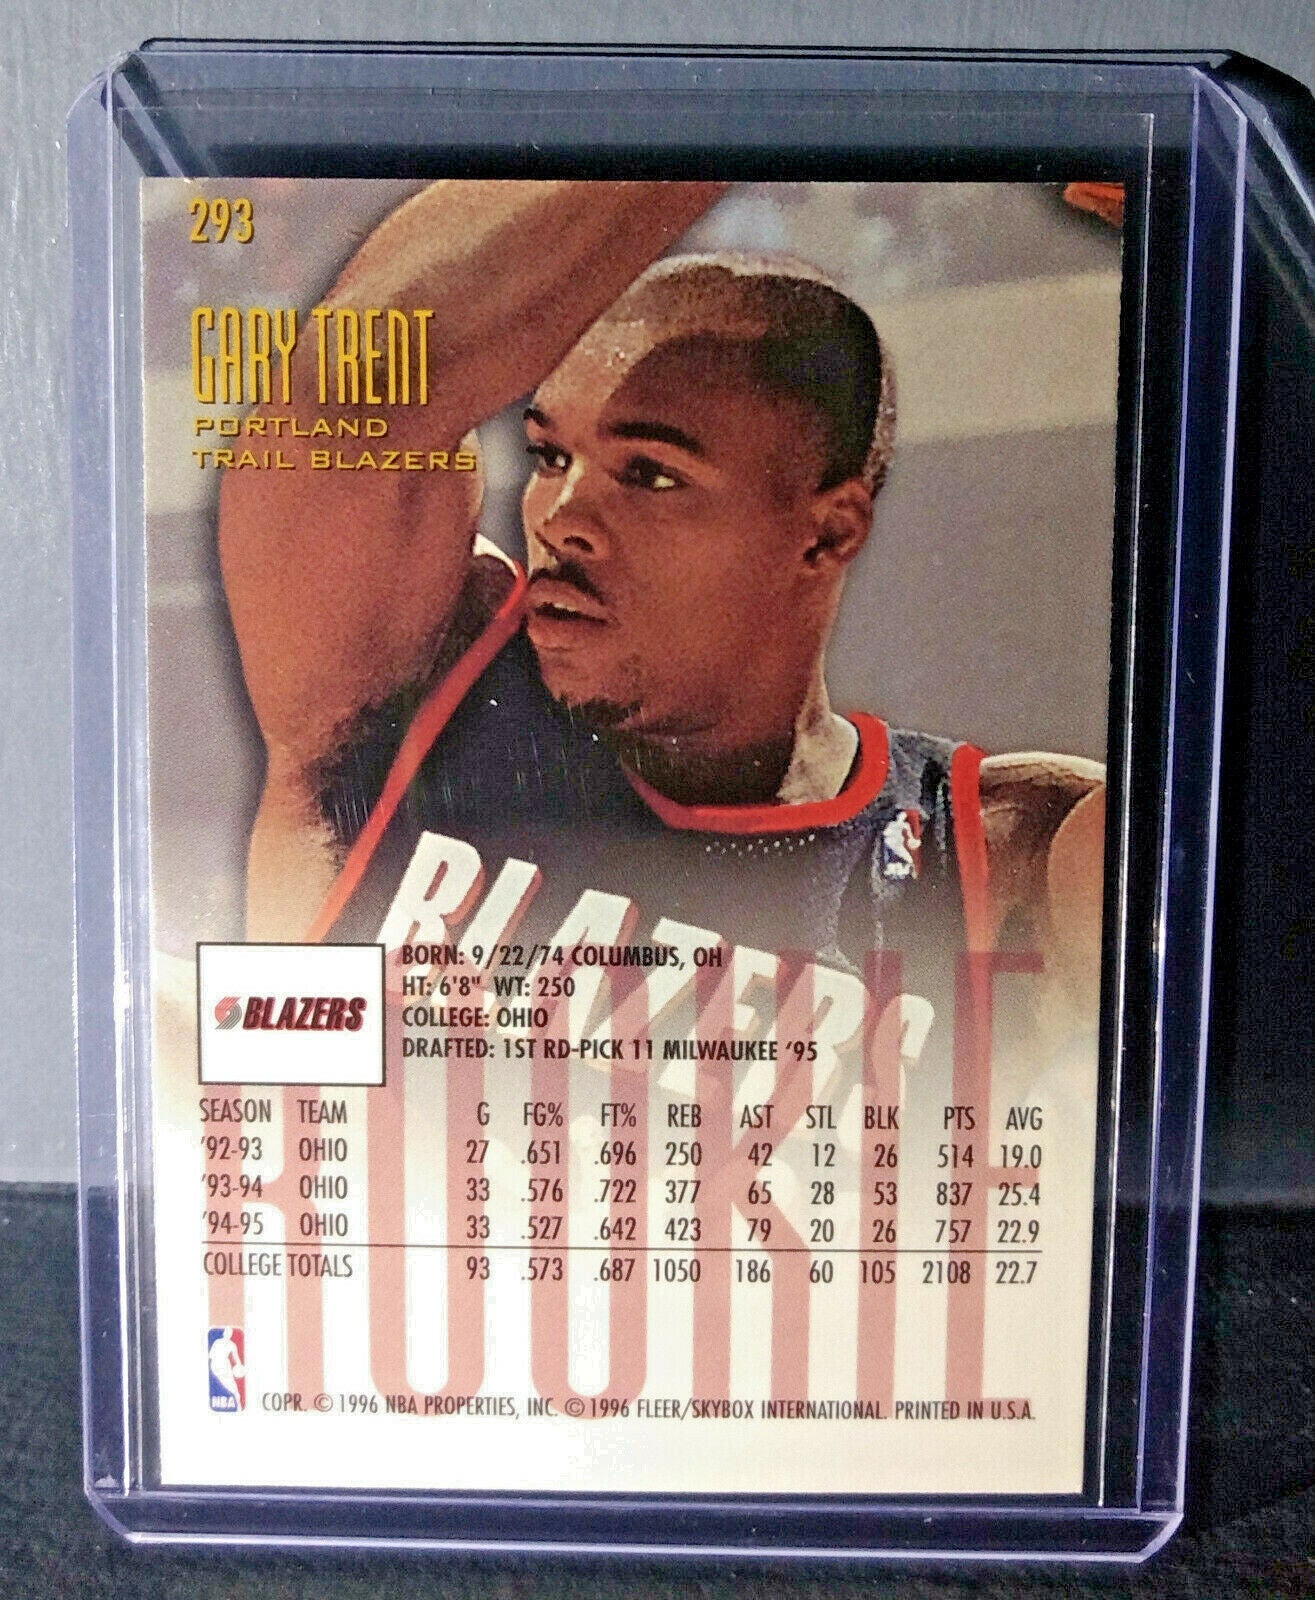 293
GARY TRENT
PORTLAND
TRAIL BLAZERS
BLAZERS
BLAZERS
BORN: 9/22/74 COLUMBUS, OH
HT: 6'8" WT: 250
COLLEGE: OHIO
DRAFTED: 1ST RD-PICK 11 MILWAUKEE '95
ROOKIE
SEASON TEAM G FG% FT% REB AST STL BLK PTS AVG
'92-93 OHIO 27 .651 .696 250 42 12 26 514 19.0
'93-94 OHIO 33 .576 .722 377 65 28 53 837 25.4
'94-95 OHIO 33 .527 .642 423 79 20 26 757 22.9
COLLEGE TOTALS 93 .573 .687 1050 186 60 105 2108 22.7
NBA
COPR. © 1996 NBA PROPERTIES, INC. © 1996 FLEER/SKYBOX INTERNATIONAL. PRINTED IN U.S.A.